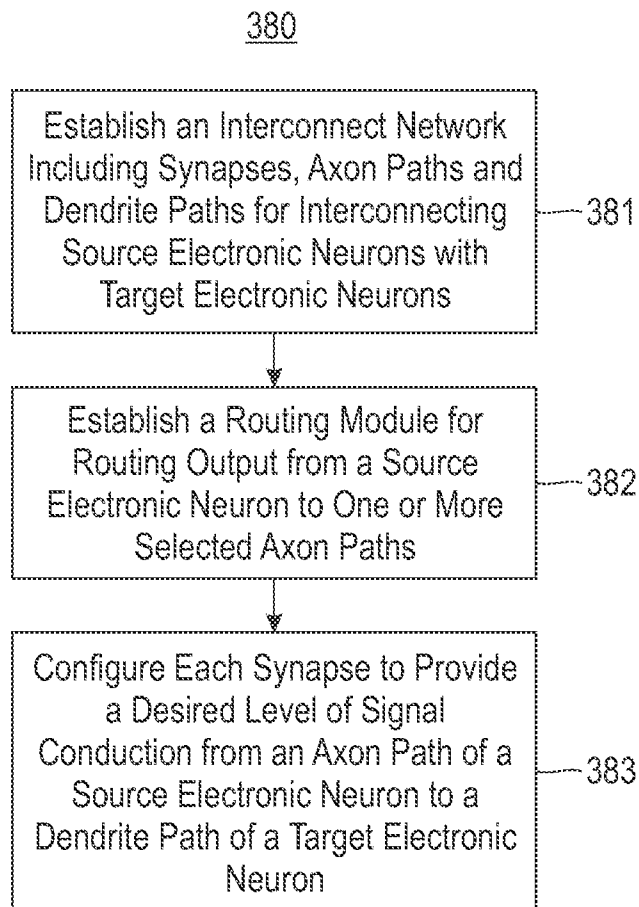 380
Establish an Interconnect Network
Including Synapses, Axon Paths and
Dendrite Paths for Interconnecting
Source Electronic Neurons with
Target Electronic Neurons
381
Establish a Routing Module for
Routing Output from a Source
Electronic Neuron to One or More
Selected Axon Paths
382
Configure Each Synapse to Provide
a Desired Level of Signal
Conduction from an Axon Path of a
Source Electronic Neuron to a
Dendrite Path of a Target Electronic
Neuron
383